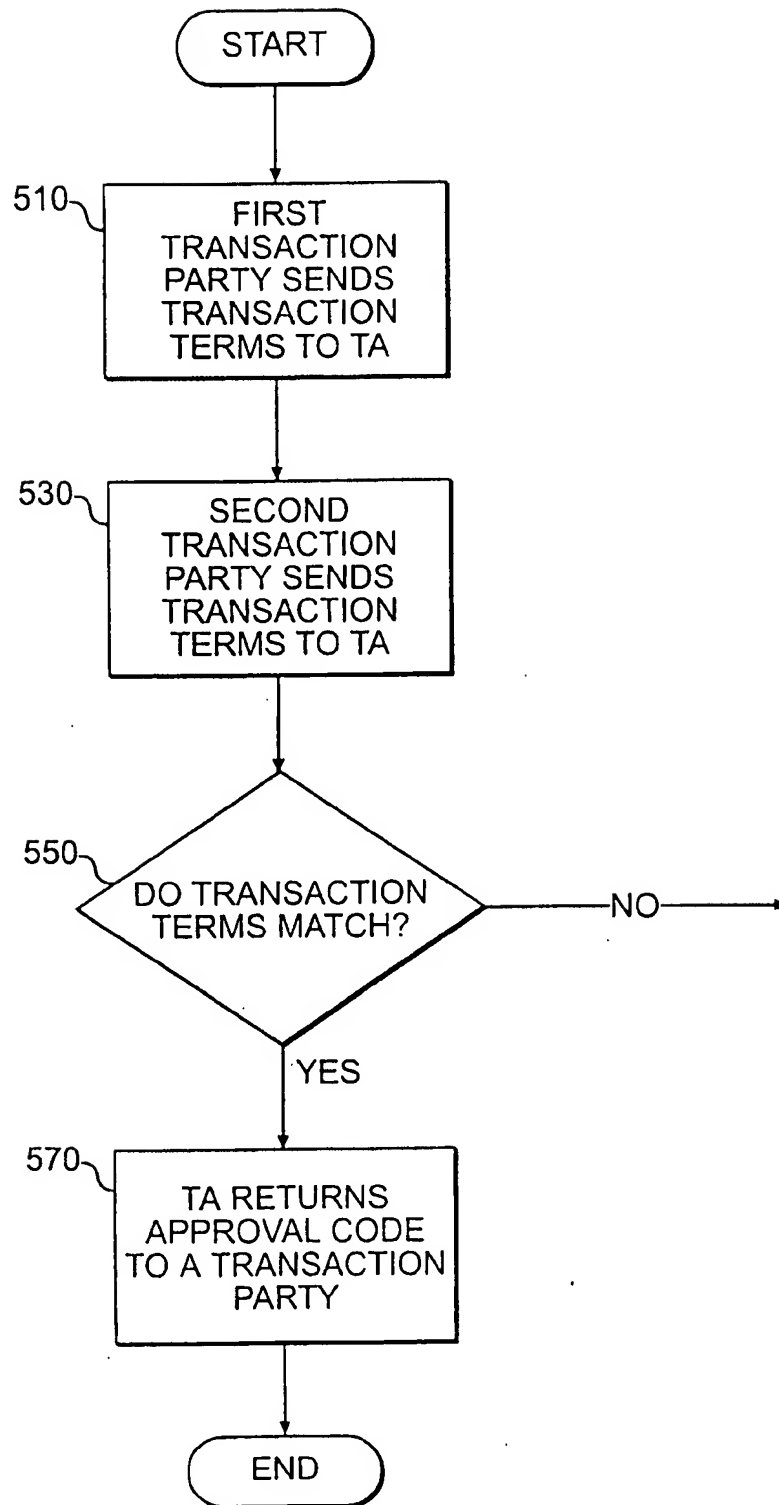 START
510
FIRST
TRANSACTION
PARTY SENDS
TRANSACTION
TERMS TO TA
530
SECOND
TRANSACTION
PARTY SENDS
TRANSACTION
TERMS TO TA
550
DO TRANSACTION
TERMS MATCH?
NO
YES
570
TA RETURNS
APPROVAL CODE
TO A TRANSACTION
PARTY
END